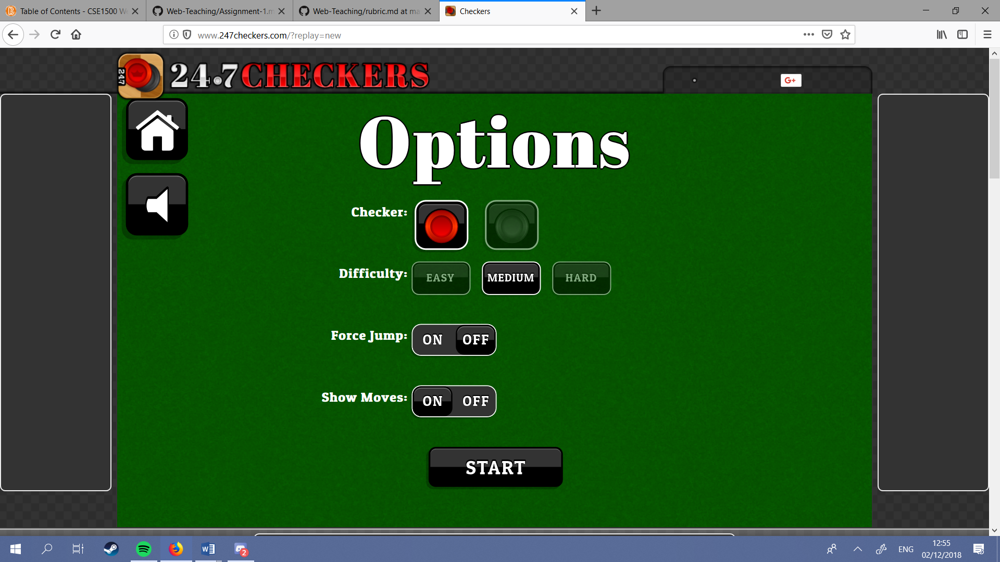 Table of Contents - CSE1500 We
Web-Teaching/Assignment-1.m
Web-Teaching/rubric.md at ma
Checkers
www.247checkers.com/?replay=new
247
24·7CHECKERS
G+
Options
Checker:
Difficulty:
EASY
MEDIUM
HARD
Force Jump:
ON
OFF
Show Moves:
ON
OFF
START
2
ENG
12:55
02/12/2018